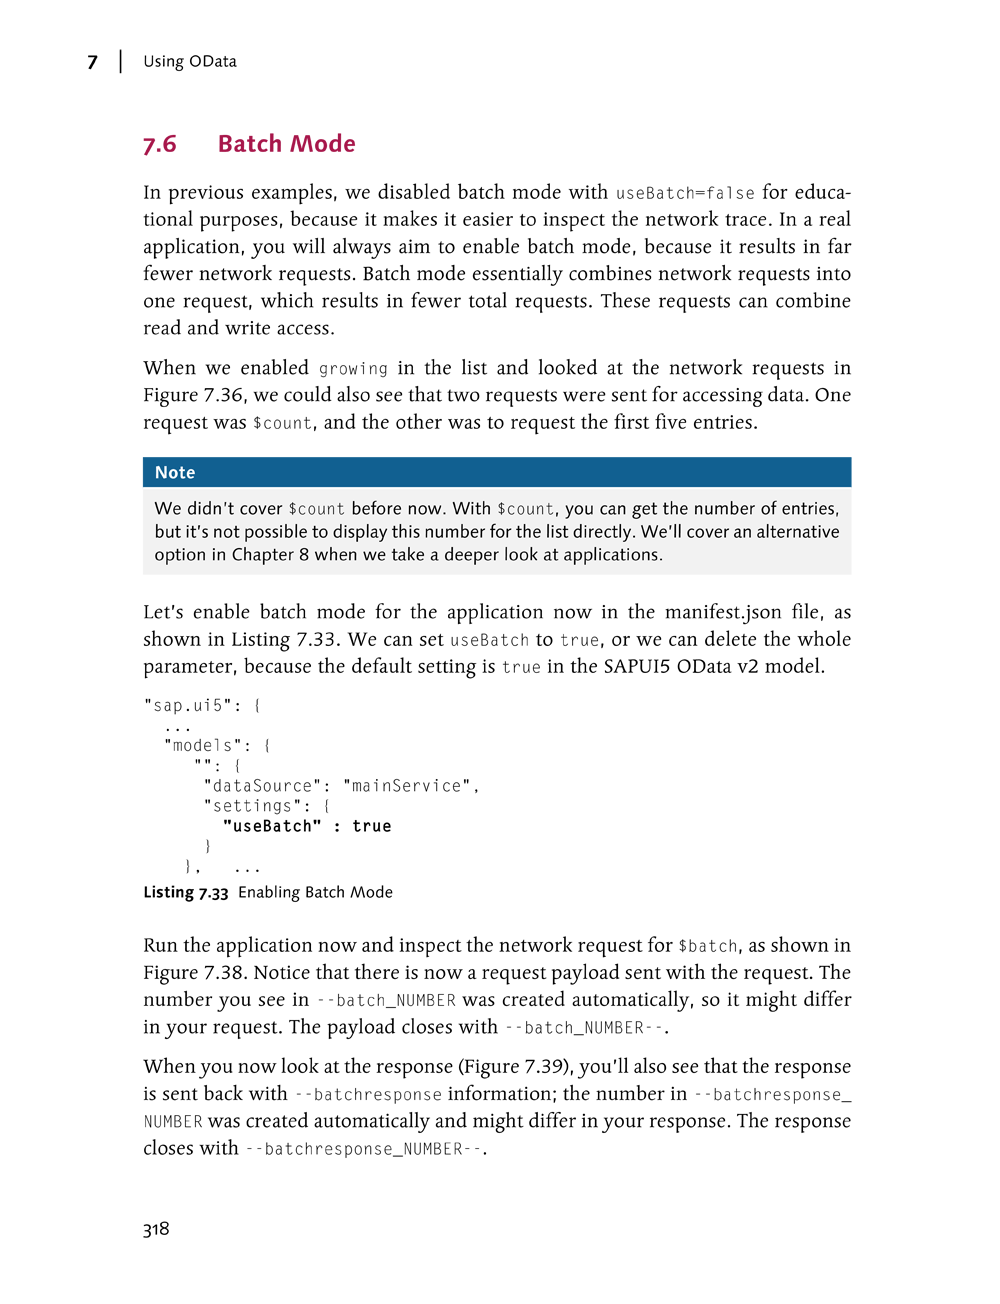 7 | Using OData
7.6 Batch Mode
In previous examples, we disabled batch mode with useBatch=false for educa-
tional purposes, because it makes it easier to inspect the network trace. In a real
application, you will always aim to enable batch mode, because it results in far
fewer network requests. Batch mode essentially combines network requests into
one request, which results in fewer total requests. These requests can combine
read and write access.
When we enabled growing in the list and looked at the network requests in
Figure 7.36, we could also see that two requests were sent for accessing data. One
request was $count, and the other was to request the first five entries.
Note
We didn't cover $count before now. With $count, you can get the number of entries,
but it's not possible to display this number for the list directly. We'll cover an alternative
option in Chapter 8 when we take a deeper look at applications.
Let's enable batch mode for the application now in the manifest.json file, as
shown in Listing 7.33. We can set useBatch to true, or we can delete the whole
parameter, because the default setting is true in the SAPUI5 OData v2 model.
"sap.ui5": {
  ...
  "models": {
     "": {
      "dataSource": "mainService",
      "settings": {
        "useBatch" : true
      }
    },   ...
Listing 7.33 Enabling Batch Mode
Run the application now and inspect the network request for $batch, as shown in
Figure 7.38. Notice that there is now a request payload sent with the request. The
number you see in --batch_NUMBER was created automatically, so it might differ
in your request. The payload closes with --batch_NUMBER--.
When you now look at the response (Figure 7.39), you'll also see that the response
is sent back with --batchresponse information; the number in --batchresponse_
NUMBER was created automatically and might differ in your response. The response
closes with --batchresponse_NUMBER--.
318